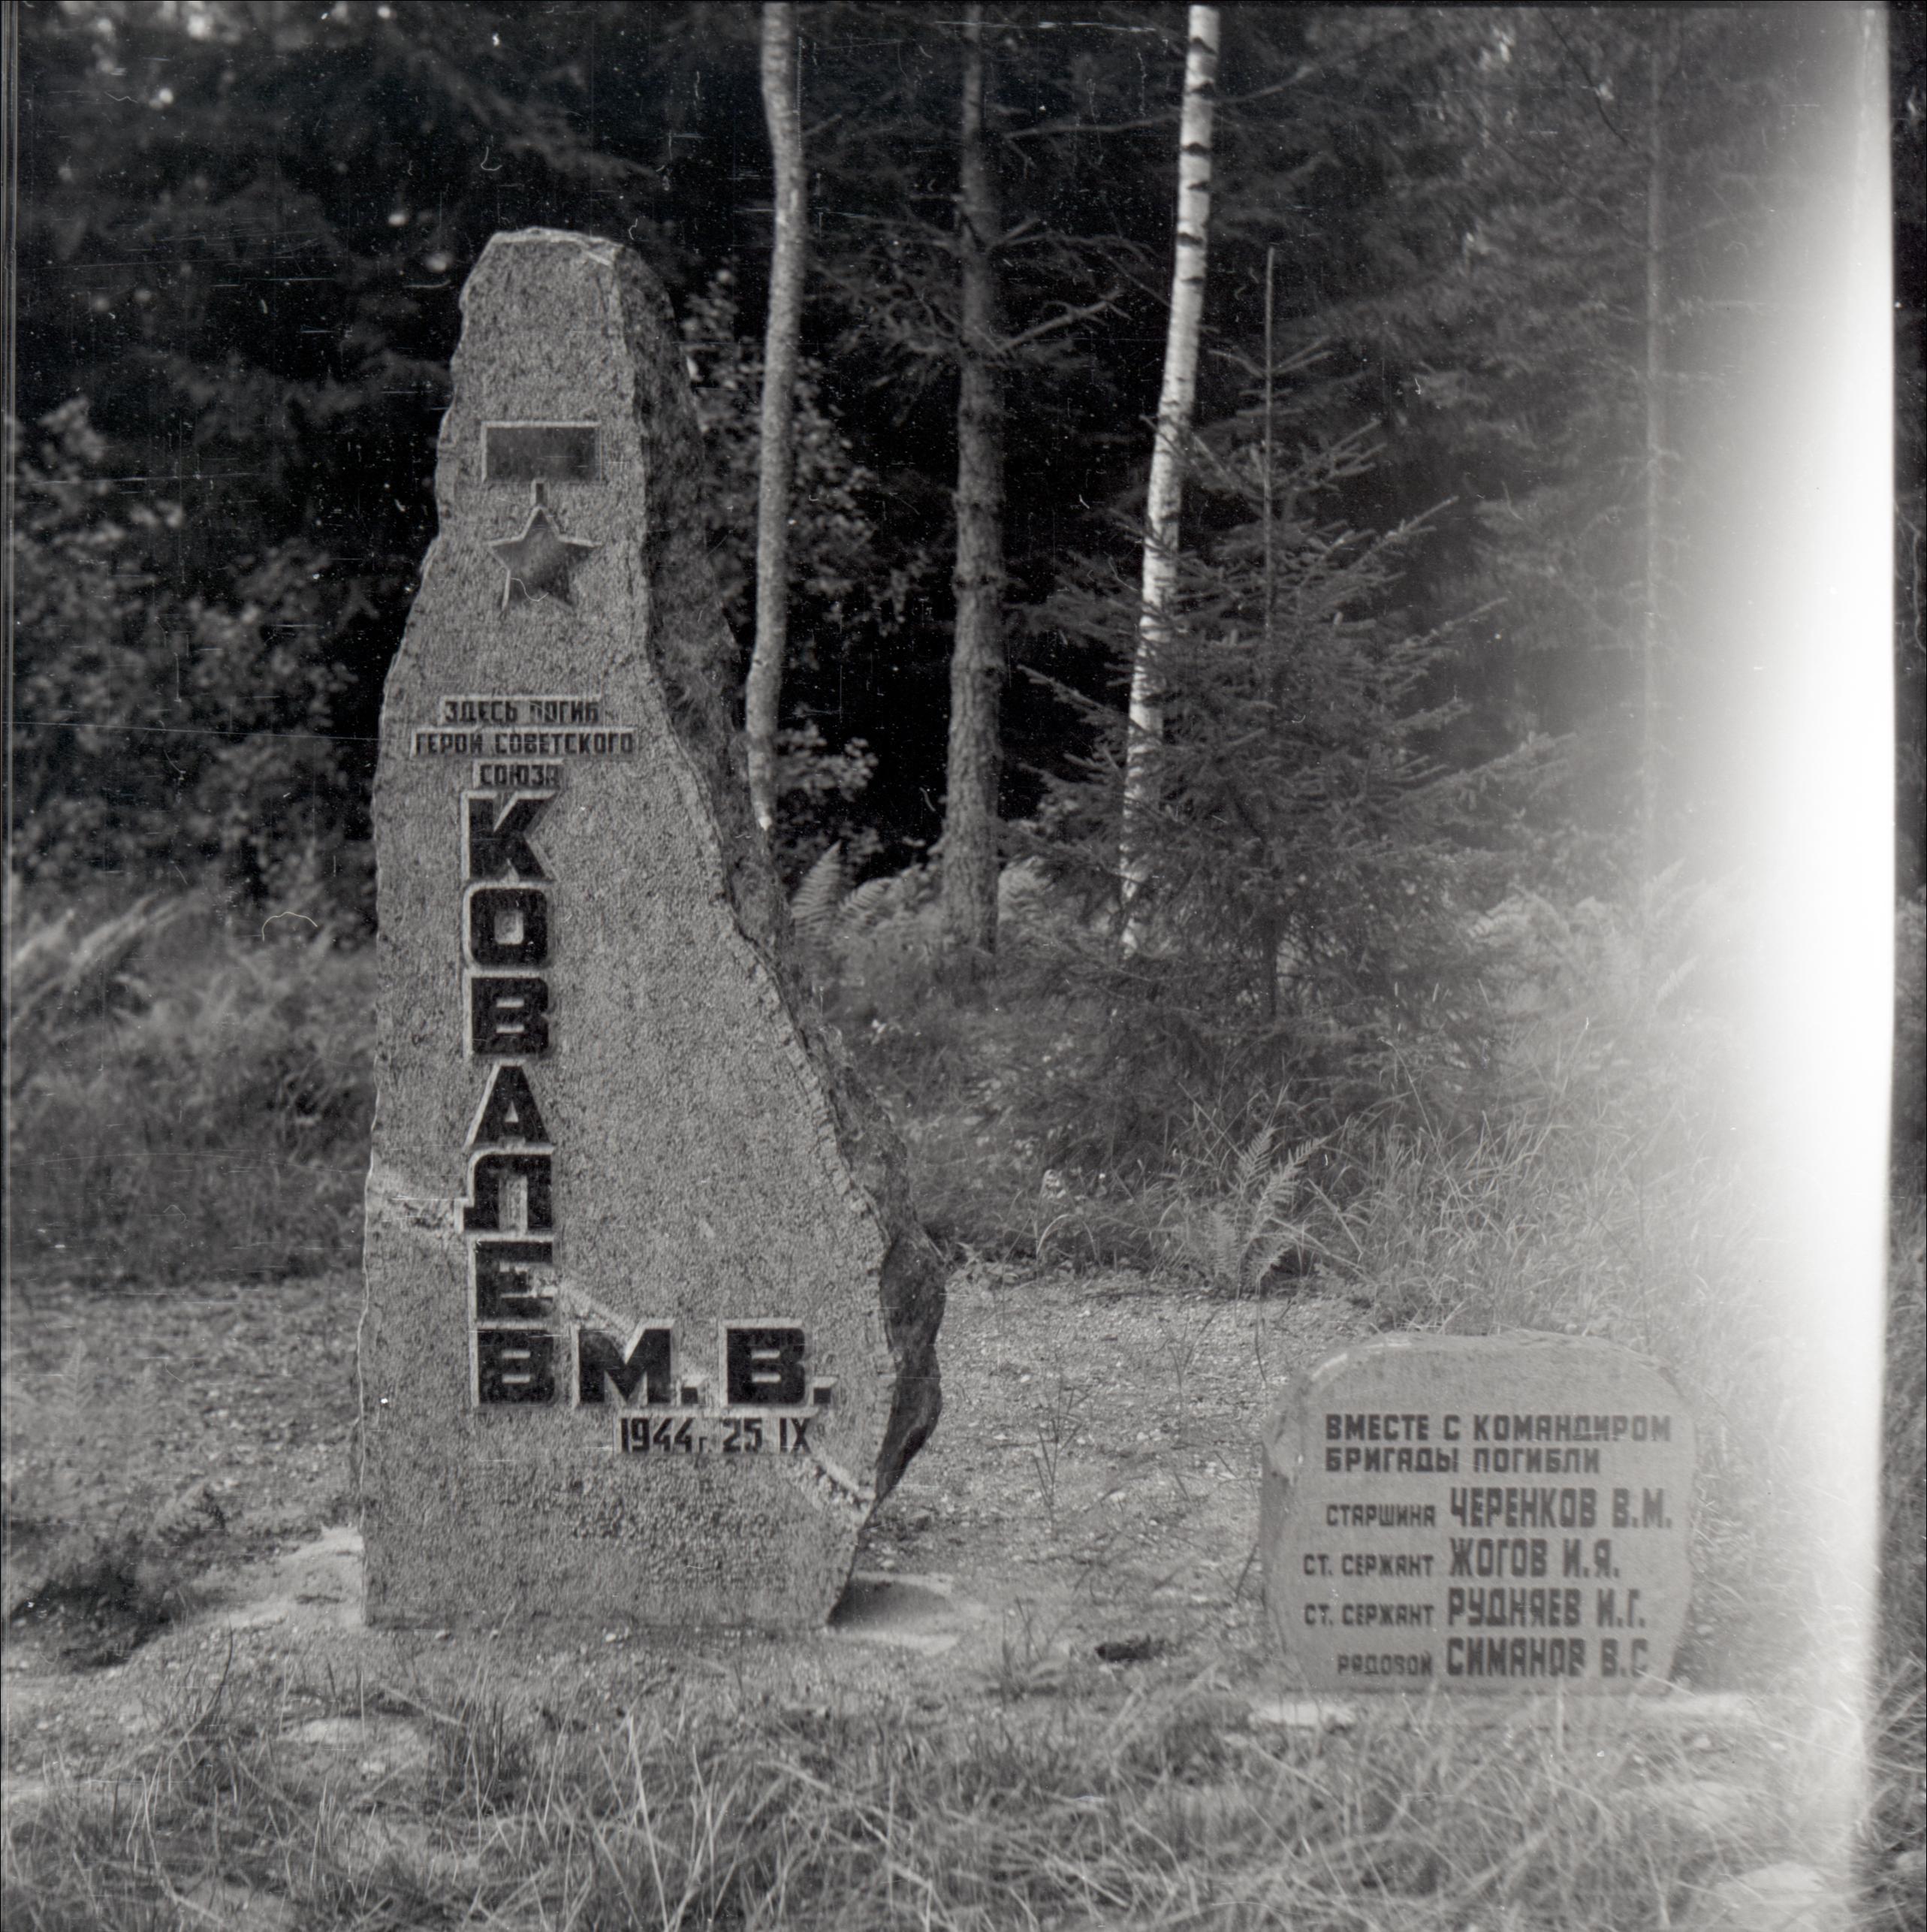 ЗДЕСЬ ПОГИБ
ГЕРОЙ СОВЕТСКОГО
СОЮЗА
КОВАЛЕВ М. В.
1944г. 25 IX
ВМЕСТЕ С КОМАНДИРОМ
БРИГАДЫ ПОГИБЛИ
СТАРШИНА ЧЕРЕНКОВ В.М.
СТ. СЕРЖАНТ ЖОГОВ И.Я.
СТ. СЕРЖАНТ РУДНЯЕВ И.Г.
РЯДОВОЙ СИМАНОВ В.С